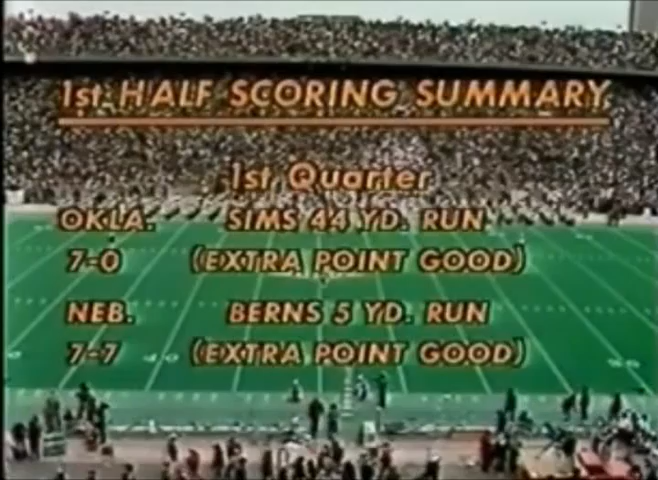 1st HALF SCORING SUMMARY
1st Quarter
OKLA. SIMS 44 YD. RUN
7-0 (EXTRA POINT GOOD)
NEB. BERNS 5 YD. RUN
7-7 (EXTRA POINT GOOD)